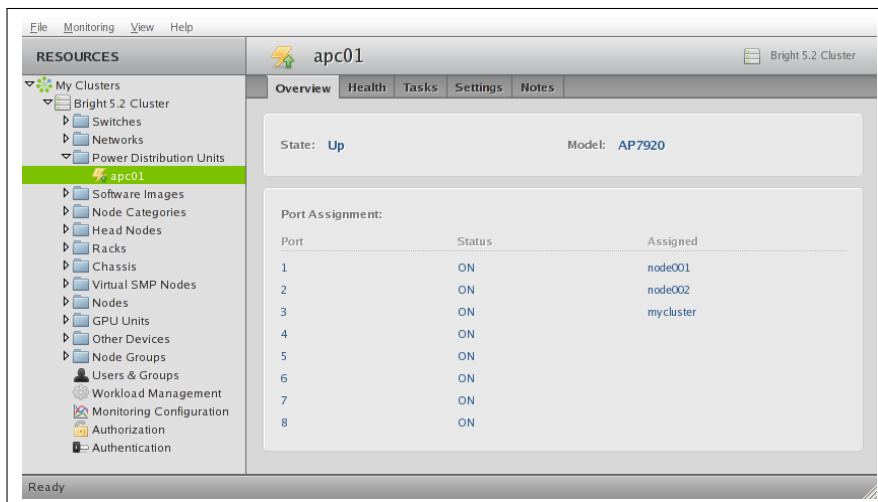 File Monitoring View Help
RESOURCES
My Clusters
Bright 5.2 Cluster
Switches
Networks
Power Distribution Units
apc01
Software Images
Node Categories
Head Nodes
Racks
Chassis
Virtual SMP Nodes
Nodes
GPU Units
Other Devices
Node Groups
Users & Groups
Workload Management
Monitoring Configuration
Authorization
Authentication
apc01 Bright 5.2 Cluster
Overview Health Tasks Settings Notes
State: Up Model: AP7920
Port Assignment:
Port Status Assigned
1 ON node001
2 ON node002
3 ON mycluster
4 ON
5 ON
6 ON
7 ON
8 ON
Ready